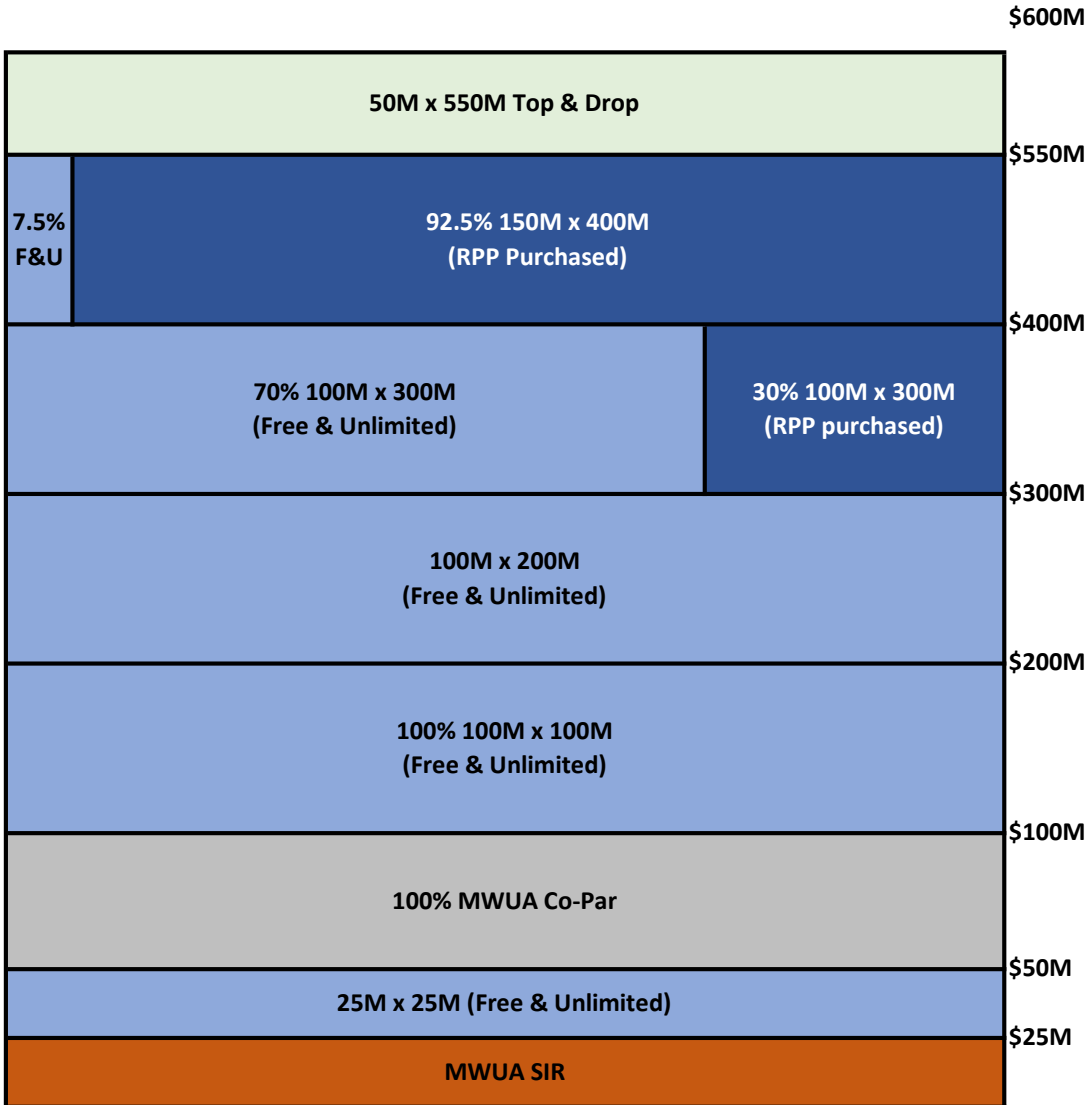 $600M
50M x 550M Top & Drop
$550M
7.5%
F&U
92.5% 150M x 400M
(RPP Purchased)
$400M
70% 100M x 300M
(Free & Unlimited)
30% 100M x 300M
(RPP purchased)
$300M
100M x 200M
(Free & Unlimited)
$200M
100% 100M x 100M
(Free & Unlimited)
$100M
100% MWUA Co-Par
$50M
25M x 25M (Free & Unlimited)
$25M
MWUA SIR